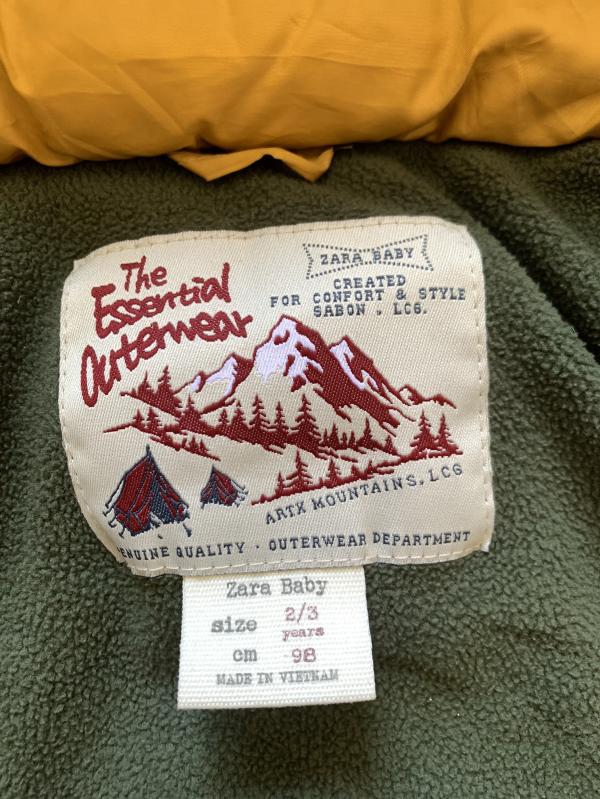 The
Essential
Outerwear
ZARA BABY
CREATED
FOR CONFORT & STYLE
SABON . LCG.
ARTX MOUNTAINS, LCG
ENUINE QUALITY · OUTERWEAR DEPARTMENT
Zara Baby
size 2/3
years
cm 98
MADE IN VIETNAM